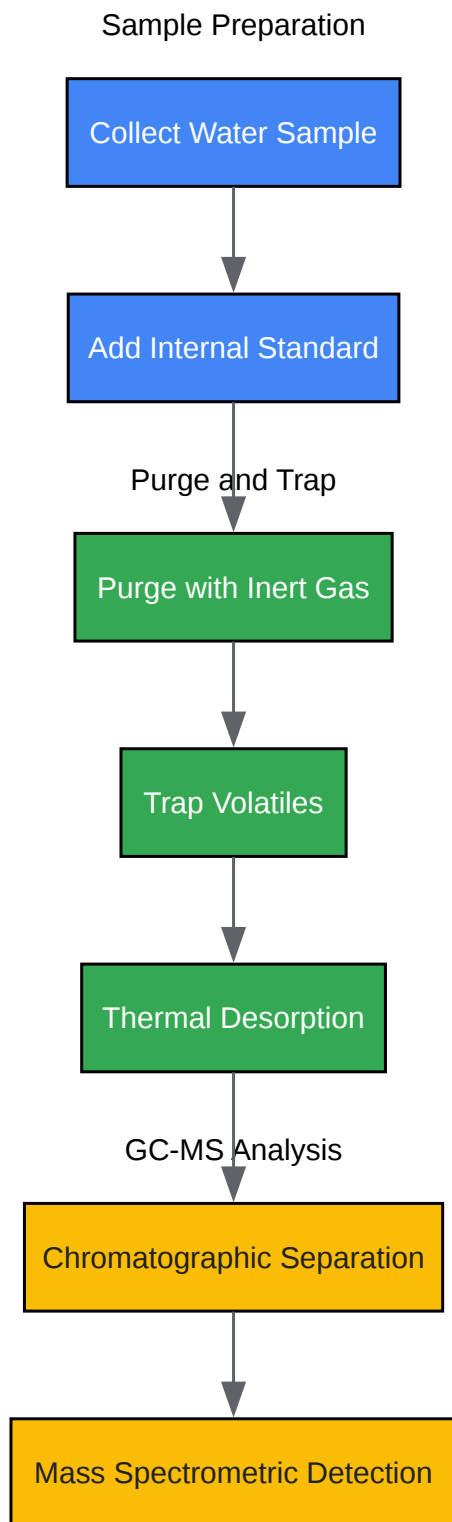 Sample Preparation
Collect Water Sample
Add Internal Standard
Purge and Trap
Purge with Inert Gas
Trap Volatiles
Thermal Desorption
GC-MS Analysis
Chromatographic Separation
Mass Spectrometric Detection